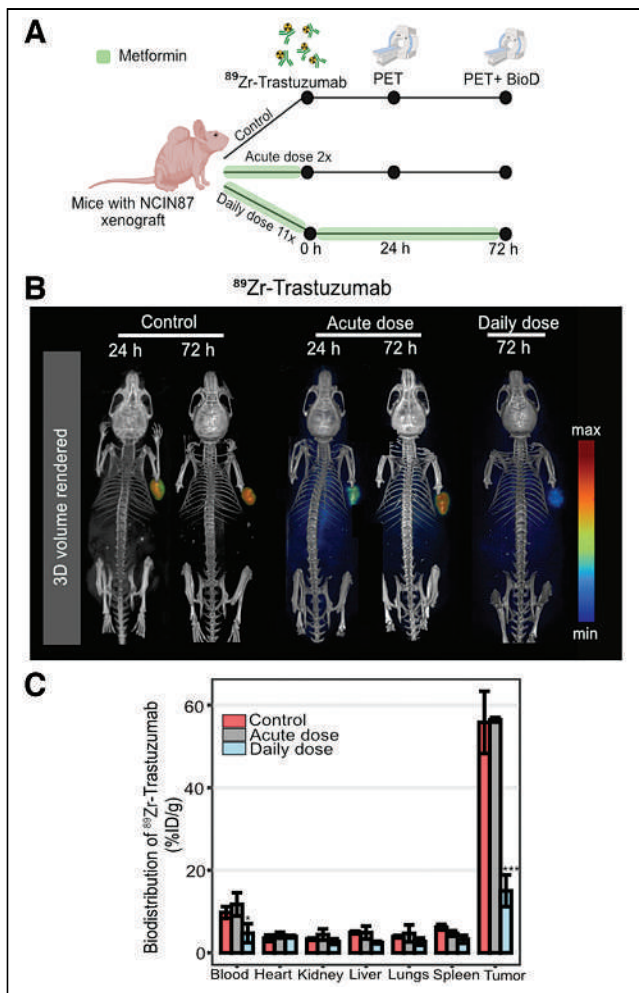 A
Metformin
⁸⁹Zr-Trastuzumab
PET
PET+ BioD
Control
Acute dose 2x
Mice with NCIN87
xenograft
Daily dose 11x
0 h
24 h
72 h
B
⁸⁹Zr-Trastuzumab
Control
Acute dose
Daily dose
24 h
72 h
24 h
72 h
72 h
3D volume rendered
max
min
C
Biodistribution of ⁸⁹Zr-Trastuzumab
(%ID/g)
60
40
20
0
Control
Acute dose
Daily dose
*
***
Blood Heart Kidney Liver Lungs Spleen Tumor